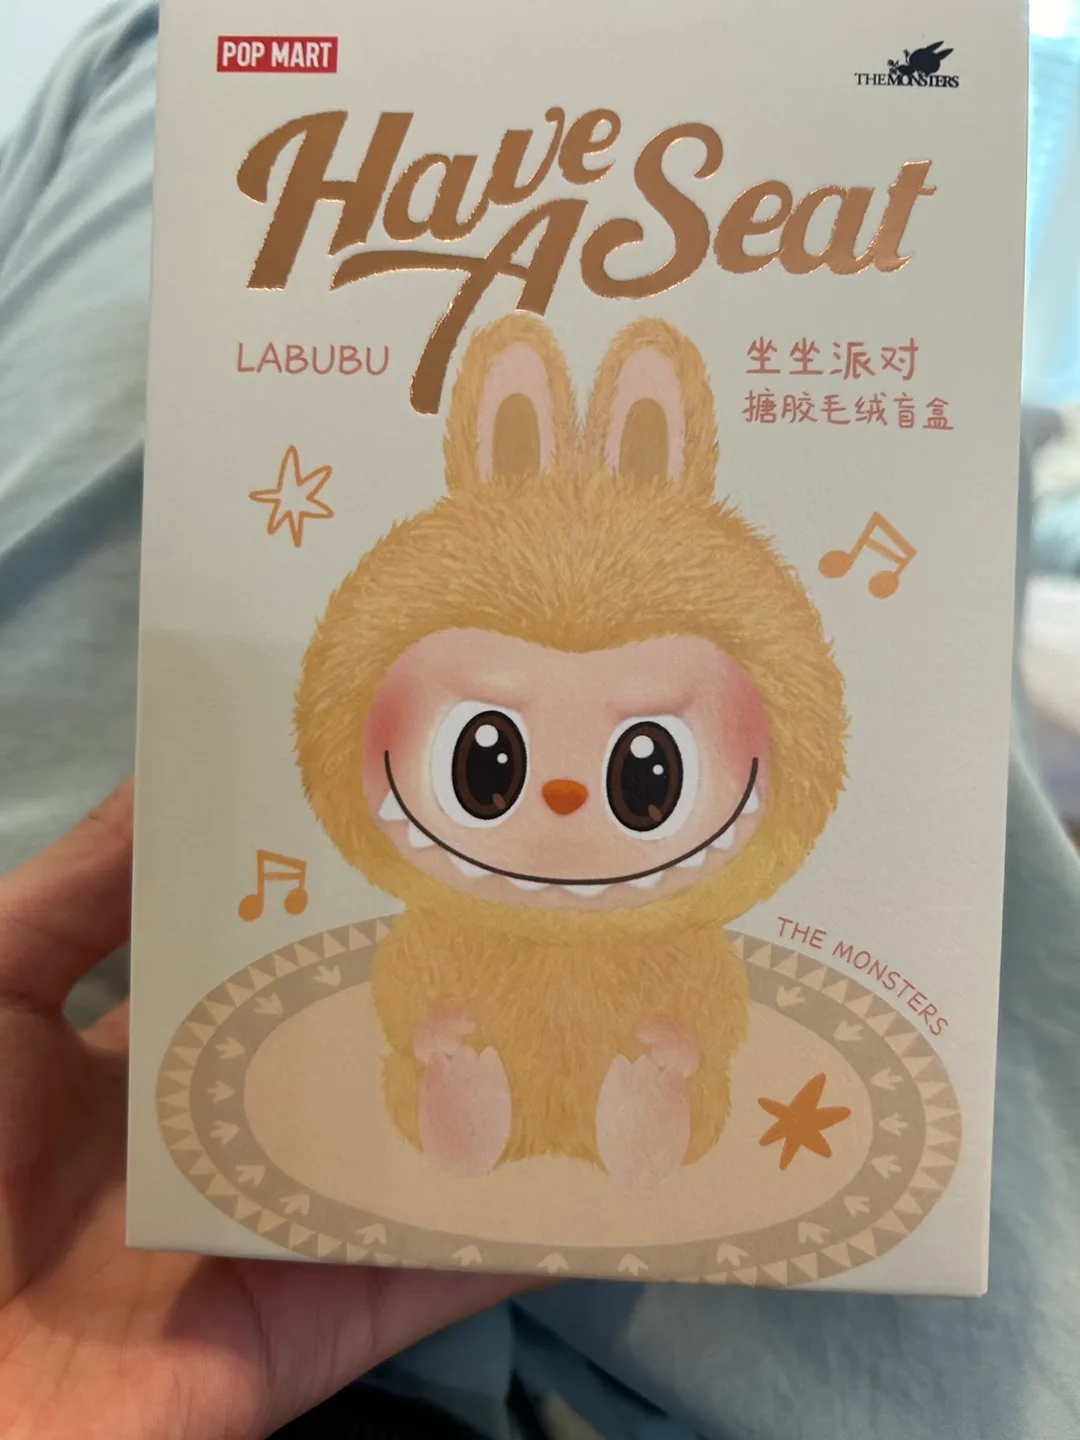 POP MART
THE MONSTERS
Have A Seat
LABUBU
坐坐派对
搪胶毛绒盲盒
THE MONSTERS